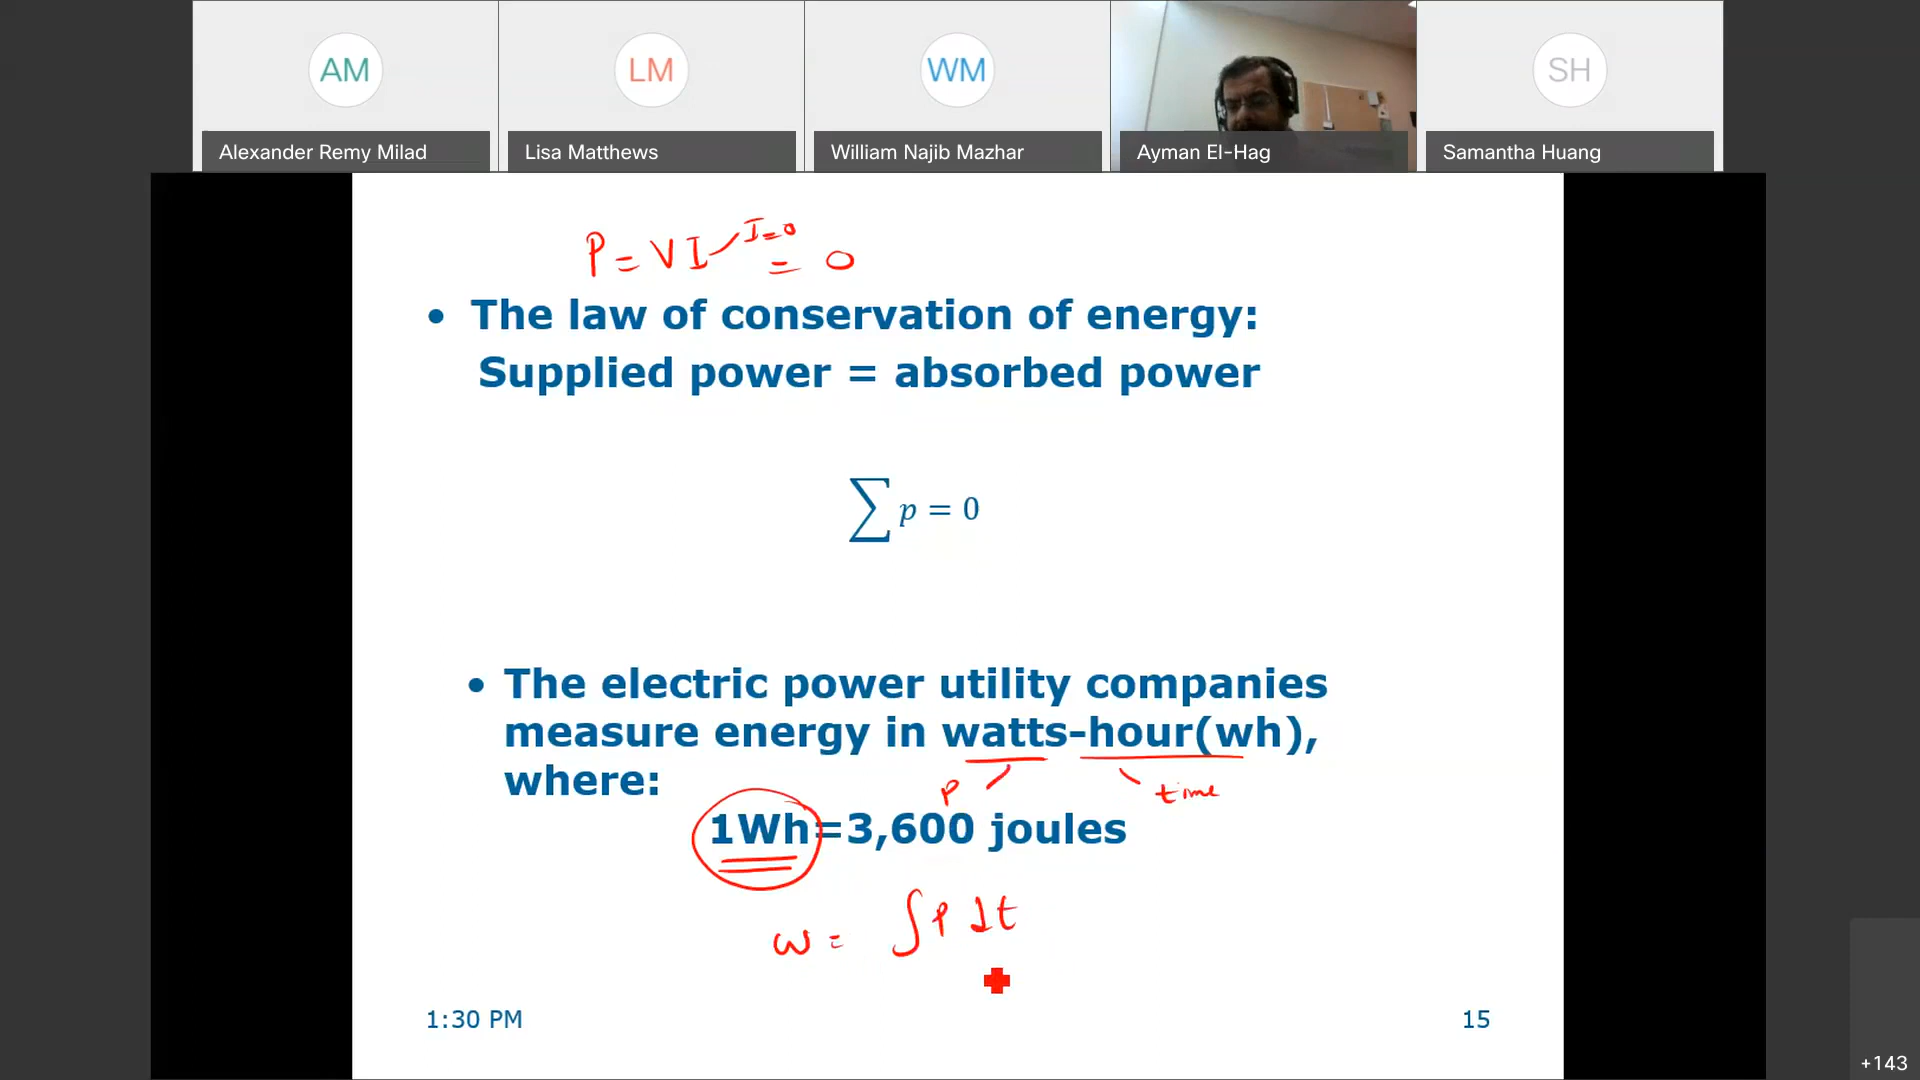 AM
LM
WM
SH
Alexander Remy Milad
Lisa Matthews
William Najib Mazhar
Ayman El-Hag
Samantha Huang
P = VI I=0 = 0
• The law of conservation of energy:
Supplied power = absorbed power
∑ p = 0
• The electric power utility companies
measure energy in watts-hour(wh),
where:
P time
1Wh=3,600 joules
w = ∫ P dt
1:30 PM
15
+143